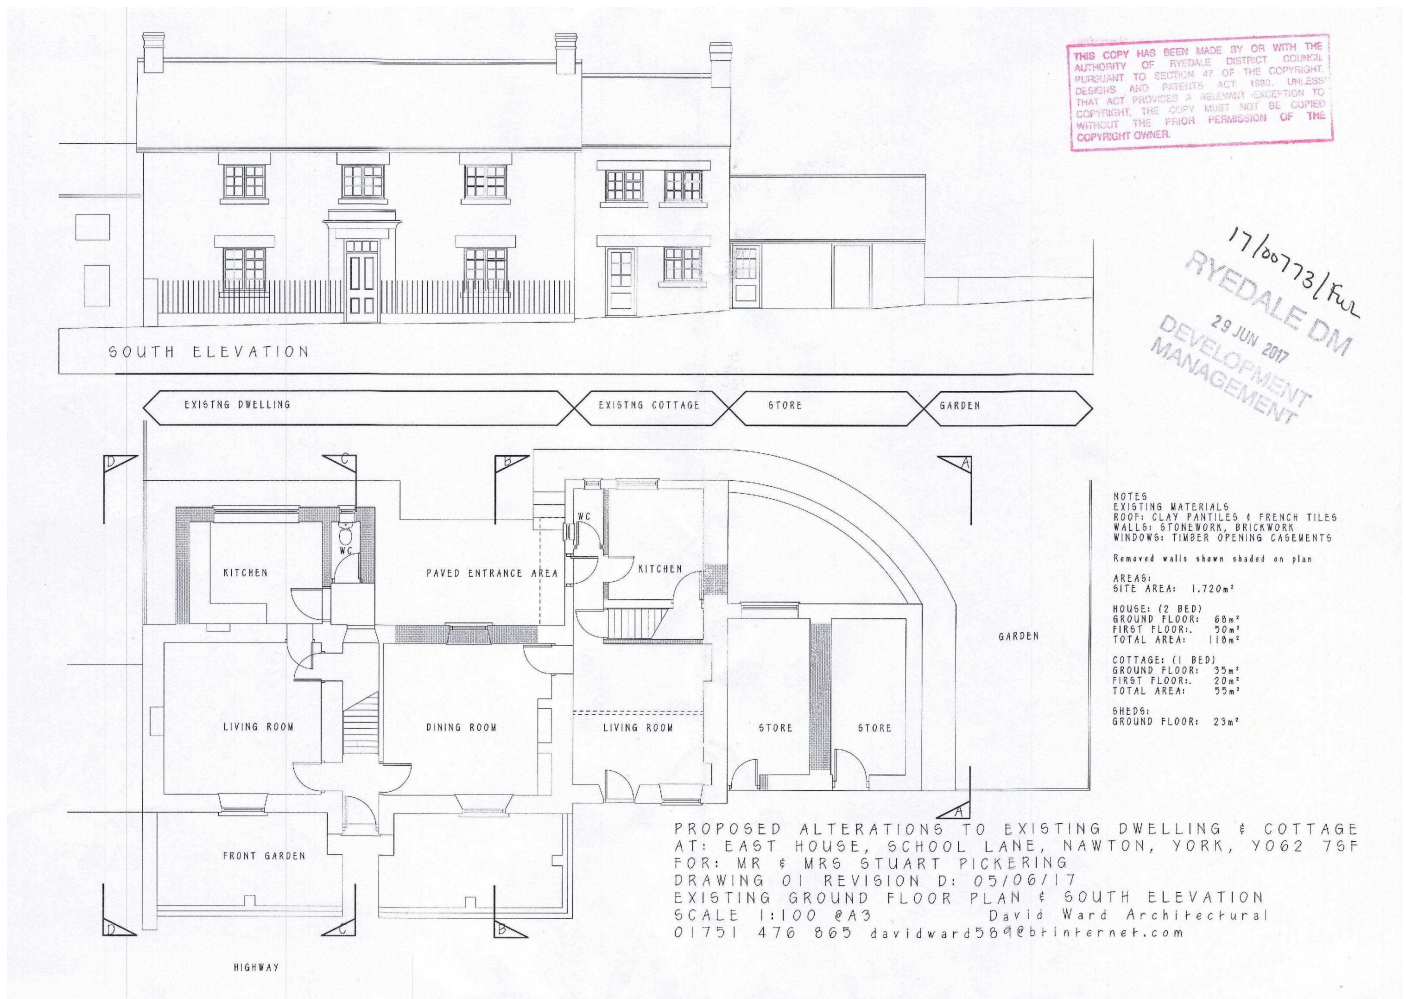 THIS COPY HAS BEEN MADE BY OR WITH THE
AUTHORITY OF RYEDALE DISTRICT COUNCIL
PURSUANT TO SECTION 47 OF THE COPYRIGHT,
DESIGNS AND PATENTS ACT 1988. UNLESS
THAT ACT PROVIDES A RELEVANT EXCEPTION TO
COPYRIGHT, THE COPY MUST NOT BE COPIED
WITHOUT THE PRIOR PERMISSION OF THE
COPYRIGHT OWNER.
17/00773/FUL
RYEDALE DM
29 JUN 2017
DEVELOPMENT
MANAGEMENT
SOUTH ELEVATION
EXISTNG DWELLING
EXISTNG COTTAGE
STORE
GARDEN
D
C
B
A
WC
WC
KITCHEN
PAVED ENTRANCE AREA
KITCHEN
GARDEN
LIVING ROOM
DINING ROOM
LIVING ROOM
STORE
STORE
FRONT GARDEN
D
C
B
A
HIGHWAY
NOTES
EXISTING MATERIALS
ROOF: CLAY PANTILES & FRENCH TILES
WALLS: STONEWORK, BRICKWORK
WINDOWS: TIMBER OPENING CASEMENTS
Removed walls shown shaded on plan
AREAS:
SITE AREA: 1.720m²
HOUSE: (2 BED)
GROUND FLOOR: 68m²
FIRST FLOOR:. 50m²
TOTAL AREA: 118m²
COTTAGE: (1 BED)
GROUND FLOOR: 35m²
FIRST FLOOR:. 20m²
TOTAL AREA: 55m²
SHEDS:
GROUND FLOOR: 23m²
PROPOSED ALTERATIONS TO EXISTING DWELLING & COTTAGE
AT: EAST HOUSE, SCHOOL LANE, NAWTON, YORK, YO62 7SF
FOR: MR & MRS STUART PICKERING
DRAWING 01 REVISION D: 05/06/17
EXISTING GROUND FLOOR PLAN & SOUTH ELEVATION
SCALE 1:100 @A3 David Ward Architectural
01751 476 865 davidward589@btinternet.com